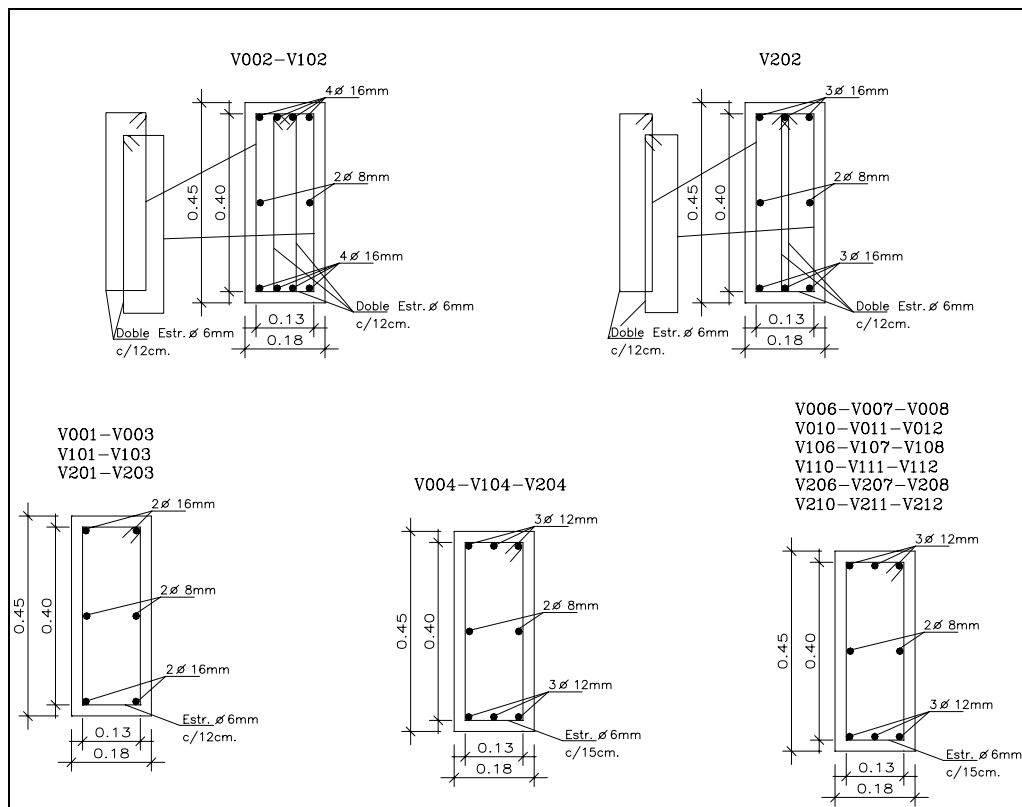 V002-V102
4Ø 16mm
2Ø 8mm
0.45
0.40
4Ø 16mm
Doble Estr. Ø 6mm
c/12cm.
Doble Estr. Ø 6mm
c/12cm.
0.13
0.18
V202
3Ø 16mm
2Ø 8mm
0.45
0.40
3Ø 16mm
Doble Estr. Ø 6mm
c/12cm.
Doble Estr. Ø 6mm
c/12cm.
0.13
0.18
V001-V003
V101-V103
V201-V203
2Ø 16mm
2Ø 8mm
0.45
0.40
2Ø 16mm
Estr. Ø 6mm
c/12cm.
0.13
0.18
V004-V104-V204
3Ø 12mm
2Ø 8mm
0.45
0.40
3Ø 12mm
Estr. Ø 6mm
c/15cm.
0.13
0.18
V006-V007-V008
V010-V011-V012
V106-V107-V108
V110-V111-V112
V206-V207-V208
V210-V211-V212
3Ø 12mm
2Ø 8mm
0.45
0.40
3Ø 12mm
Estr. Ø 6mm
c/15cm.
0.13
0.18